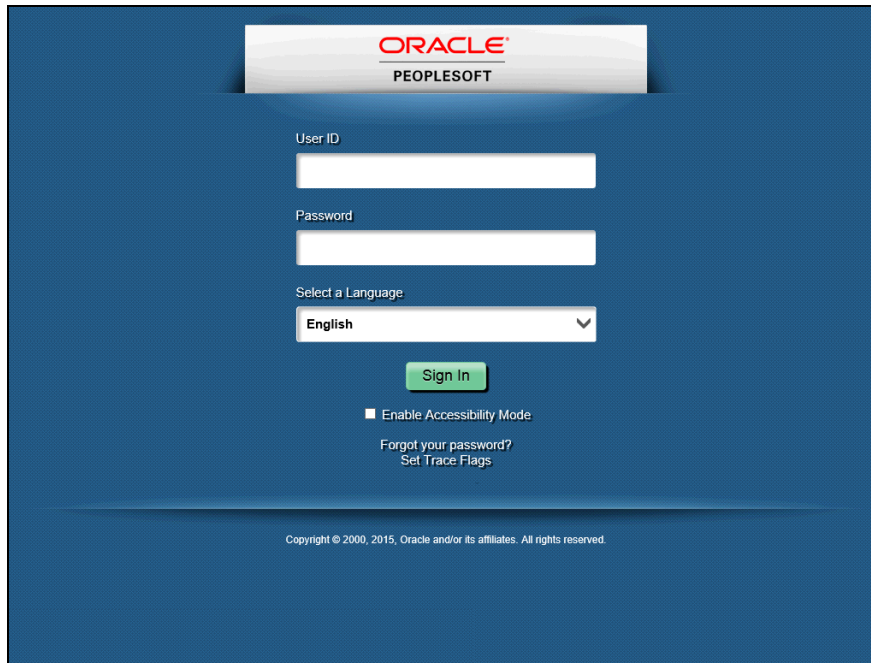 ORACLE®
PEOPLESOFT
User ID
Password
Select a Language
English
Sign In
Enable Accessibility Mode
Forgot your password?
Set Trace Flags
Copyright © 2000, 2015, Oracle and/or its affiliates. All rights reserved.